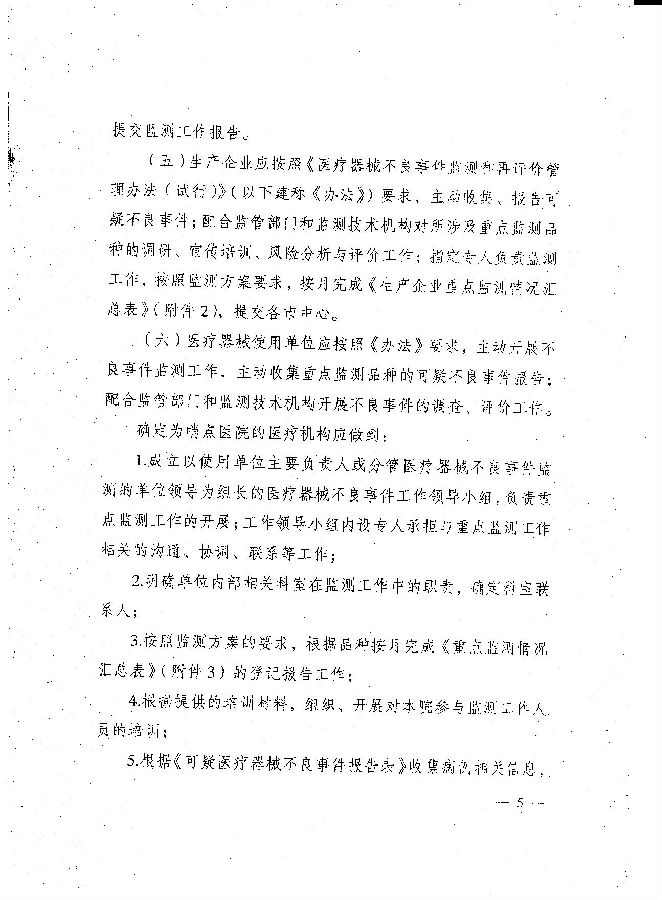 提交监测工作报告。
（五）生产企业应按照《医疗器械不良事件监测和再评价管
理办法（试行）》（以下建称《办法》）要求，主动收集、报告可
疑不良事件；配合监管部门和监测技术机构对所涉及重点监测品
种的调研、宣传培训、风险分析与评价工作；指定专人负责监测
工作，按照监测方案要求，按月完成《生产企业重点监测情况汇
总表》（附件2），提交各市中心。
（六）医疗器械使用单位应按照《办法》要求，主动开展不
良事件监测工作，主动收集重点监测品种的可疑不良事件报告；
配合监管部门和监测技术机构开展不良事件的调查、评价工作。
确定为哨点医院的医疗机构应做到：
1.成立以使用单位主要负责人或分管医疗器械不良事件监
测的单位领导为组长的医疗器械不良事件工作领导小组，负责重
点监测工作的开展；工作领导小组内设专人承担与重点监测工作
相关的沟通、协调、联系等工作；
2.明确单位内部相关科室在监测工作中的职责，确定科室联
系人；
3.按照监测方案的要求，根据品种按月完成《重点监测情况
汇总表》（附件3）的登记报告工作；
4.根据提供的培训材料，组织、开展对本院参与监测工作人
员的培训；
5.根据《可疑医疗器械不良事件报告表》收集病例相关信息，
— 5 —